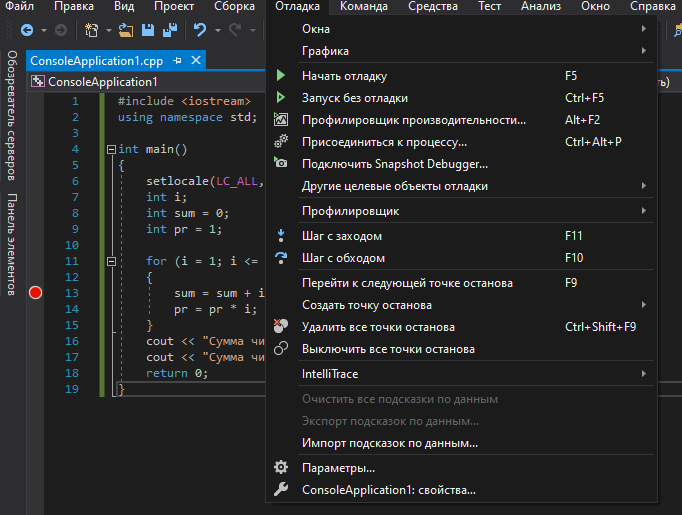 Файл Правка Вид Проект Сборка Отладка Команда Средства Тест Анализ Окно Справка
Обозреватель серверов
Панель элементов
ConsoleApplication1.cpp
ConsoleApplication1
1 #include <iostream>
2 using namespace std;
3
4 int main()
5 {
6 setlocale(LC_ALL,
7 int i;
8 int sum = 0;
9 int pr = 1;
10
11 for (i = 1; i <=
12 {
13 sum = sum + i
14 pr = pr * i;
15 }
16 cout << "Сумма чи
17 cout << "Сумма чи
18 return 0;
19 }
Окна
Графика
Начать отладку F5
Запуск без отладки Ctrl+F5
Профилировщик производительности... Alt+F2
Присоединиться к процессу... Ctrl+Alt+P
Подключить Snapshot Debugger...
Другие целевые объекты отладки
Профилировщик
Шаг с заходом F11
Шаг с обходом F10
Перейти к следующей точке останова F9
Создать точку останова
Удалить все точки останова Ctrl+Shift+F9
Выключить все точки останова
IntelliTrace
Очистить все подсказки по данным
Экспорт подсказок по данным...
Импорт подсказок по данным...
Параметры...
ConsoleApplication1: свойства...